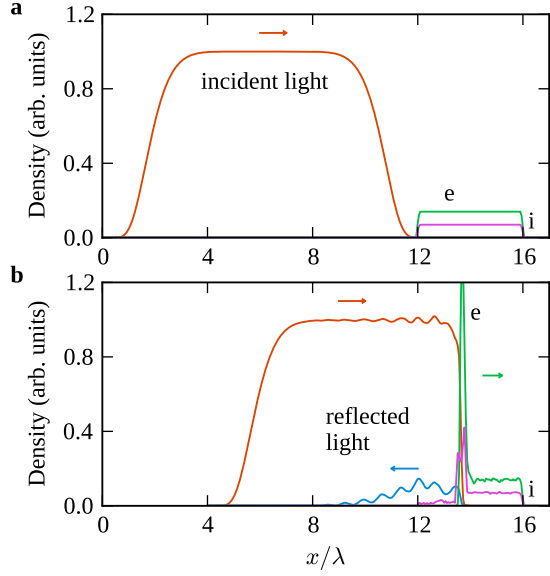 a
1.2
0.8
0.4
0.0
Density (arb. units)
incident light
e
i
0
4
8
12
16
b
1.2
0.8
0.4
0.0
Density (arb. units)
e
reflected
light
i
0
4
8
12
16
x/λ